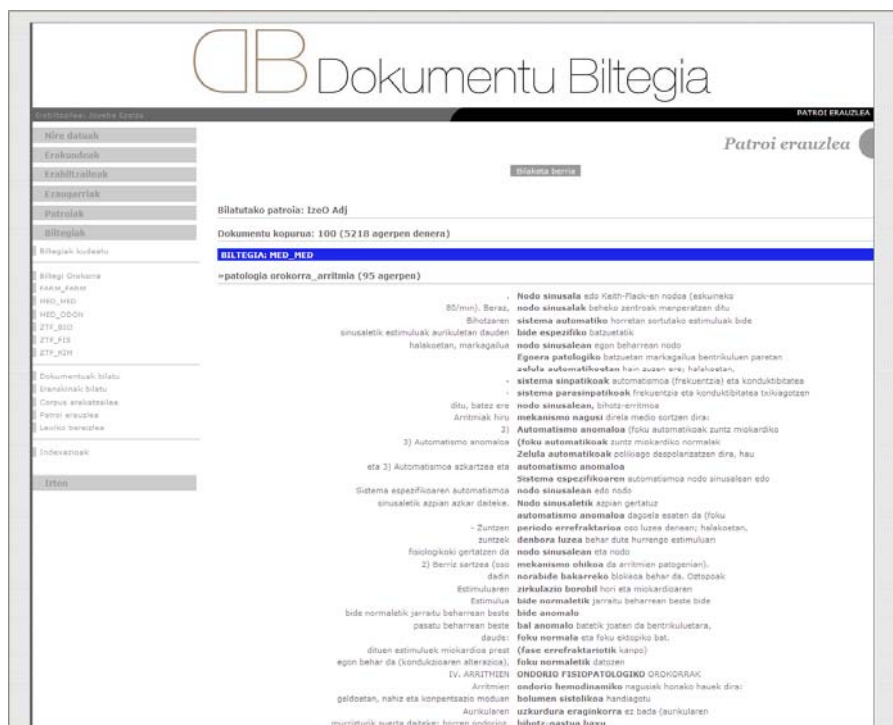 DB Dokumentu Biltegia
PATROI ERAUZLEA
Nire datuak
Erakundeak
Erabiltzaileak
Ezaugarriak
Patroiak
Biltegiak
Biltegiak kudeatu
Biltegi Orokorra
FARM_FARM
MED_MED
MED_ODON
ZTF_BIO
ZTF_FIS
ZTF_KIM
Dokumentuak bilatu
Eranskinak bilatu
Corpus arakatzailea
Patroi erauzlea
Lexiko bereizlea
Indexazioak
Irten
Patroi erauzlea
Bilaketa berria
Bilatutako patroia: IzeO Adj
Dokumentu kopurua: 100 (5218 agerpen denera)
BILTEGIA: MED_MED
»patologia orokorra_arritmia (95 agerpen)
. Nodo sinusala edo Keith-Flack-en nodoa (eskuineko
80/min). Beraz, nodo sinusalak beheko zentroak menperatzen ditu
Bihotzaren sistema automatiko horretan sortutako estimuluak bide
sinusaletik estimuluak aurikuletan dauden bide espezifiko batzuetatik
halakoetan, markagailua nodo sinusalean egon beharrean nodo
Egoera patologiko batzuetan markagailua bentrikuluen paretan
zelula automatikoetan hain zuzen ere; halakoetan,
- sistema sinpatikoak automatismoa (frekuentzia) eta konduktibitatea
- sistema parasinpatikoak frekuentzia eta konduktibitatea txikiagotzen
ditu, batez ere nodo sinusalean, bihotz-erritmoa
Arritmiak hiru mekanismo nagusi direla medio sortzen dira:
2) Automatismo anomaloa (foku automatikoak zuntz miokardiko
3) Automatismo anomaloa (foku automatikoak zuntz miokardiko normalak
Zelula automatikoak polikiago despolarizatzen dira, hau
eta 3) Automatismoa azkartzea eta automatismo anomaloa
Sistema espezifikoaren automatismoa nodo sinusalean edo
Sistema espezifikoaren automatismoa nodo sinusalean edo nodo
sinusaletik azpian azkar daiteke. Nodo sinusaletik azpian gertatuz
automatismo anomaloa dagoela esaten da (foku
- Zuntzen periodo errefraktarioa oso luzea denean; halakoetan,
zuntzek denbora luzea behar dute hurrengo estimuluari
fisiologikoki gertatzen da nodo sinusalean eta nodo
2) Berriz sartzea (oso mekanismo ohikoa da arritmien patogenian).
dadin norabide bakarreko blokeoa behar da. Oztopoak
Estimuluaren zirkulazio borobil hori eta miokardioaren
Estimulua bide normaletik jarraitu beharrean beste bide
bide normaletik jarraitu beharrean beste bide anomalo
pasatu beharrean beste bal anomalo batetik joaten da bentrikuluetara,
daude: foku normala eta foku ektopiko bat.
dituen estimuluek miokardioa prest (fase errefraktariotik kanpo)
egon behar da (kondukzioaren alterazioa). foku normaletik datozen
IV. ARRITMIEN ONDORIO FISIOPATOLOGIKO OROKORRAK
Arritmien ondorio hemodinamiko nagusiak honako hauek dira:
geldoetan, nahiz eta konpentsazio moduan bolumen sistolikoa handiagotu
Aurikularen uzkurdura eraginkorra ez bada (aurikularen
murrizturik suerta daiteke; horren ondorioz bihotz-gastua baxu